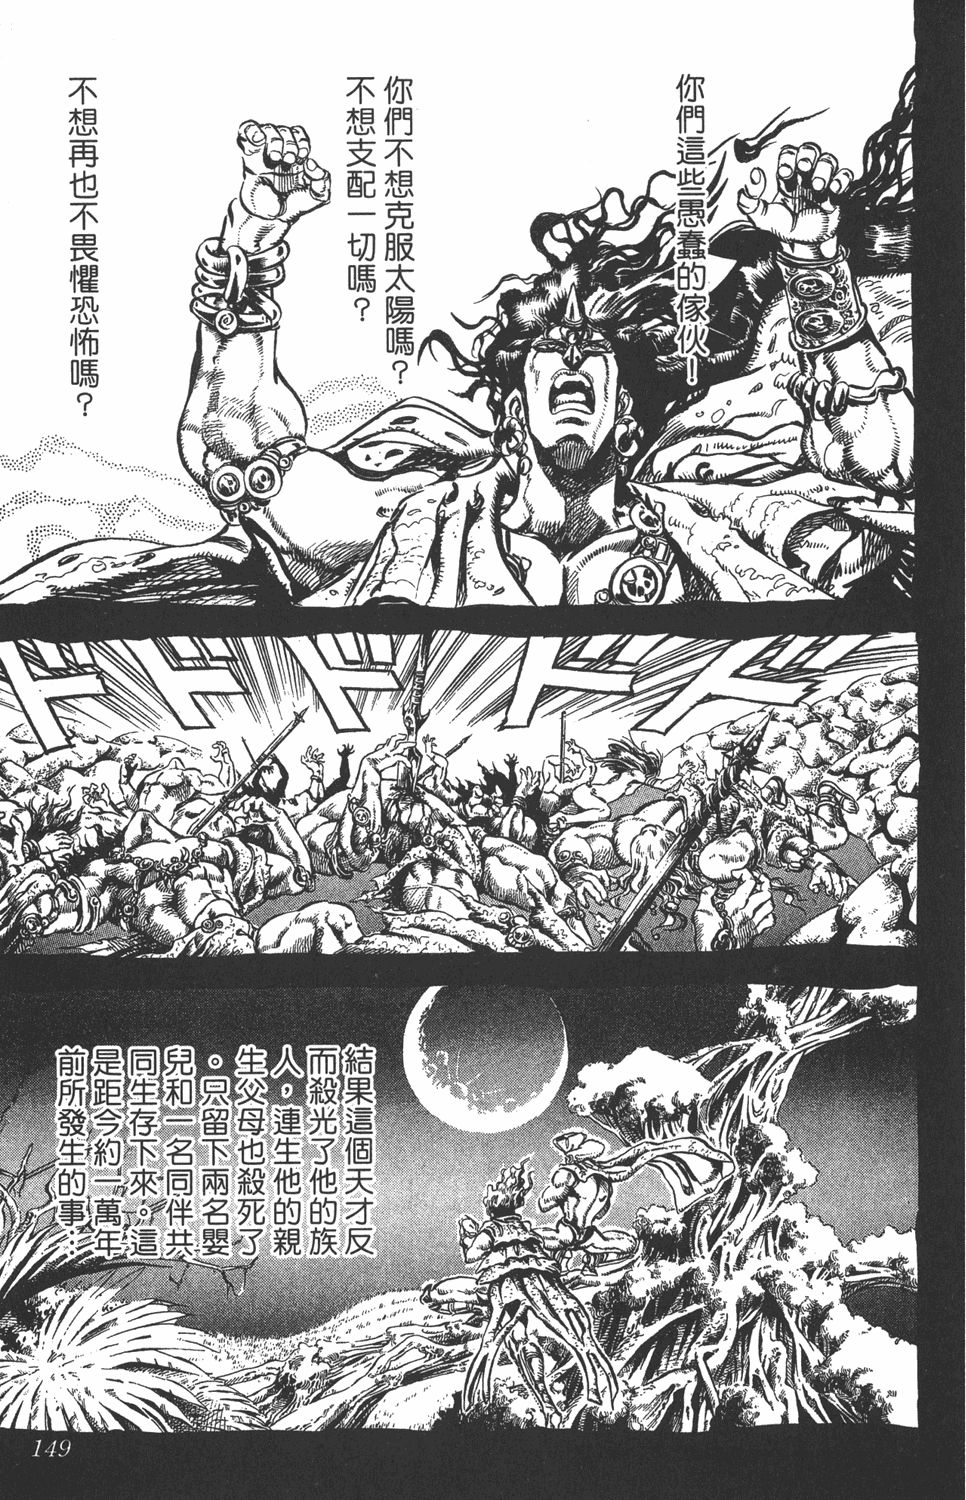 你們這些愚蠢的傢伙！
你們不想克服太陽嗎？
不想支配一切嗎？
不想再也不畏懼恐怖嗎？
ドドドドド
結果這個天才反
而殺光了他的族
人，連生他的親
生父母也殺死了
。只留下兩名嬰
兒和一名同伴共
同生存下來。這
是距今約一萬年
前所發生的事…
149